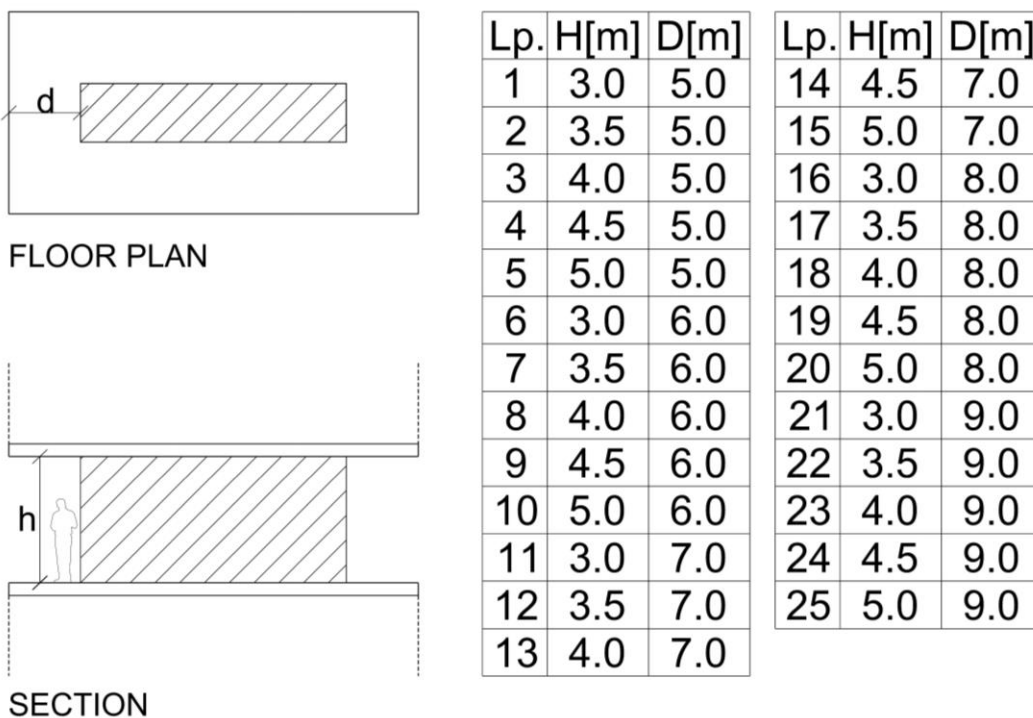 d
FLOOR PLAN
h
SECTION
Lp. H[m] D[m]
1 3.0 5.0
2 3.5 5.0
3 4.0 5.0
4 4.5 5.0
5 5.0 5.0
6 3.0 6.0
7 3.5 6.0
8 4.0 6.0
9 4.5 6.0
10 5.0 6.0
11 3.0 7.0
12 3.5 7.0
13 4.0 7.0
Lp. H[m] D[m]
14 4.5 7.0
15 5.0 7.0
16 3.0 8.0
17 3.5 8.0
18 4.0 8.0
19 4.5 8.0
20 5.0 8.0
21 3.0 9.0
22 3.5 9.0
23 4.0 9.0
24 4.5 9.0
25 5.0 9.0